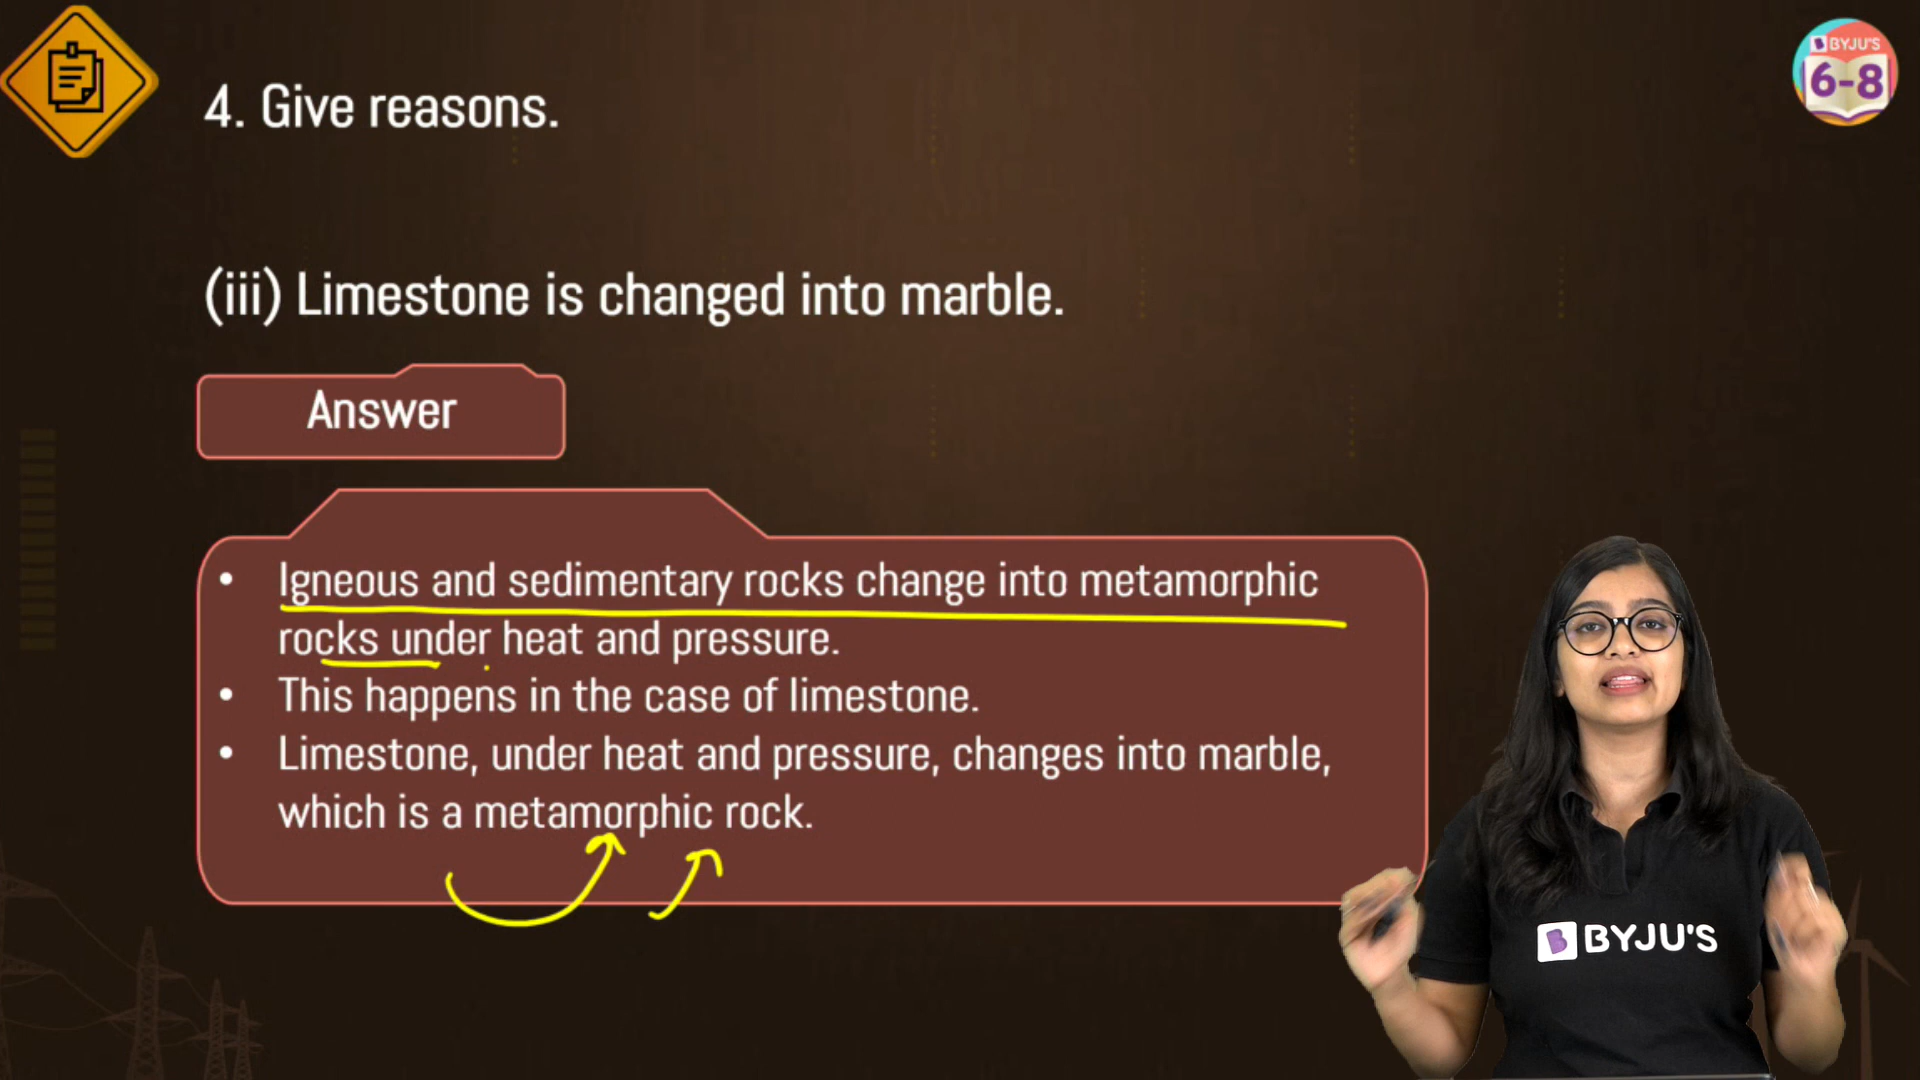 BYJU'S
6-8
4. Give reasons.
(iii) Limestone is changed into marble.
Answer
• Igneous and sedimentary rocks change into metamorphic
rocks under heat and pressure.
• This happens in the case of limestone.
• Limestone, under heat and pressure, changes into marble,
which is a metamorphic rock.
B BYJU'S